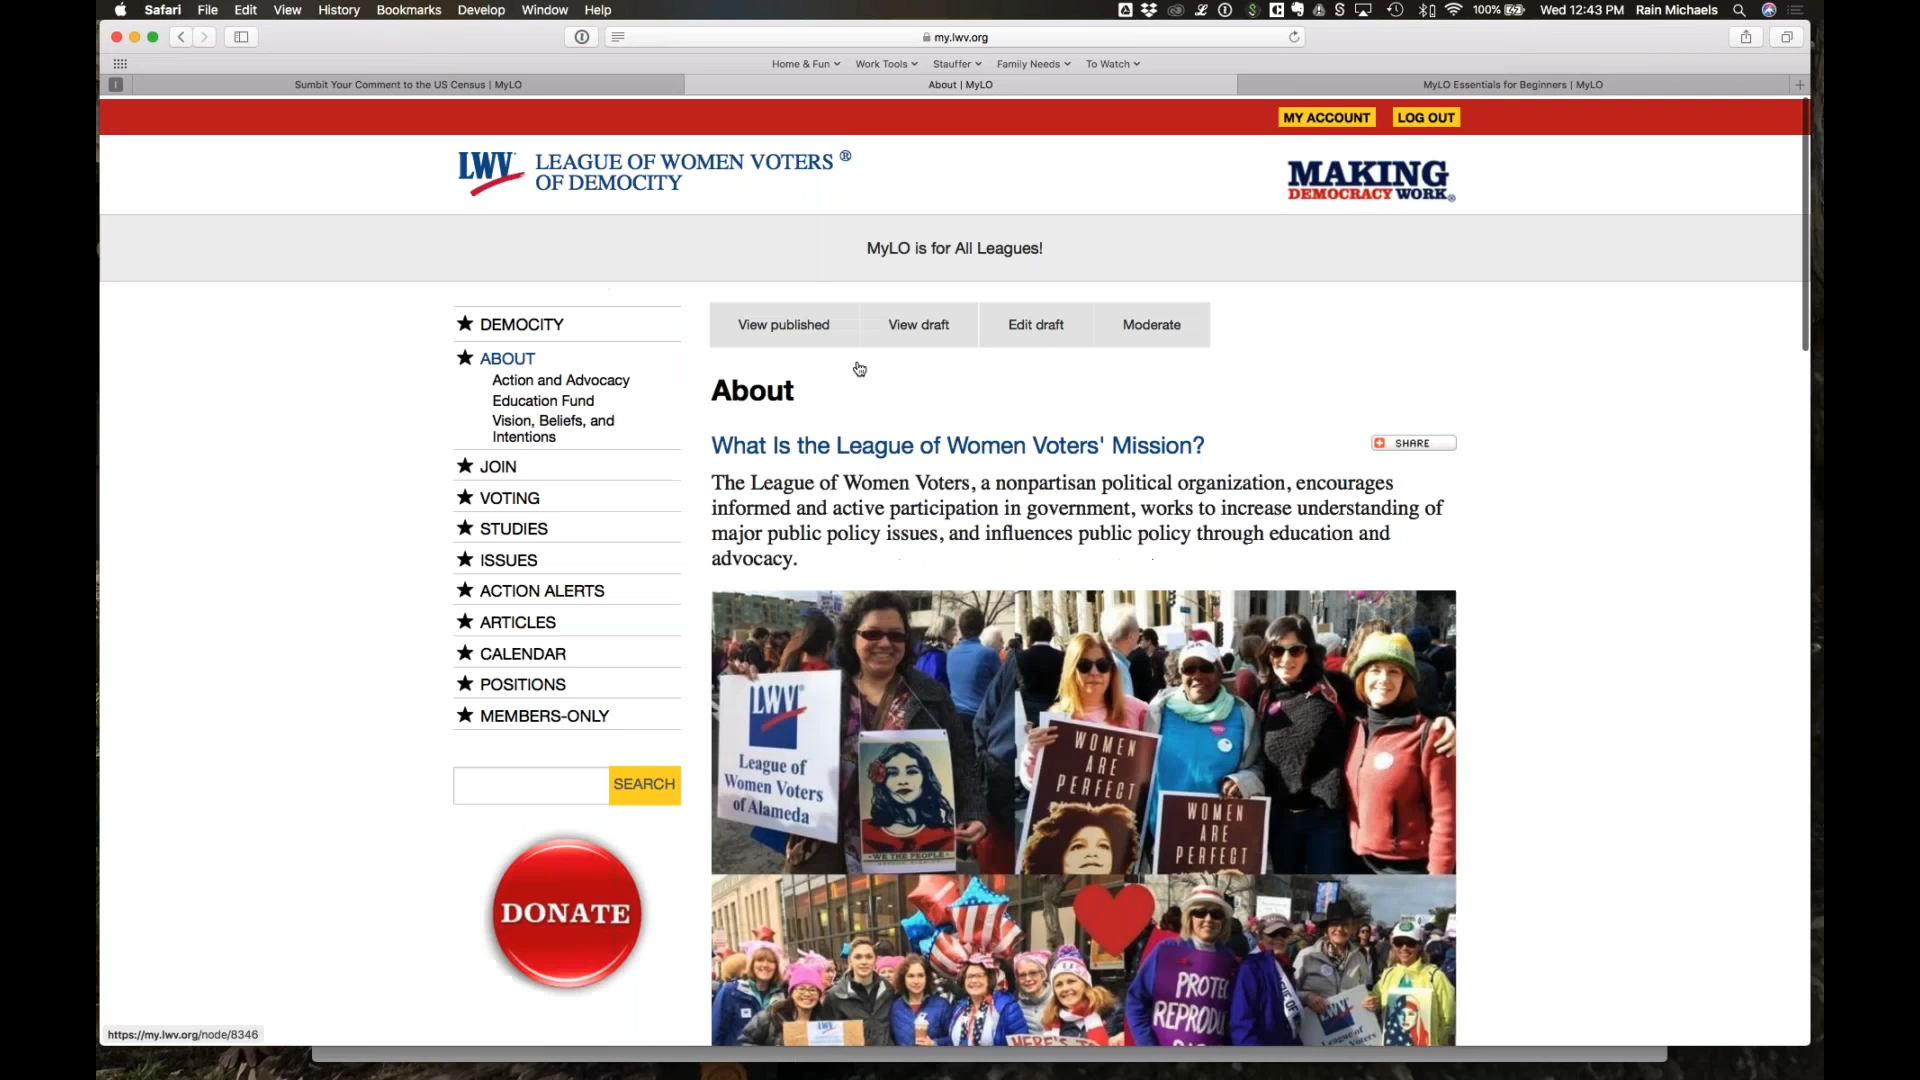 Safari File Edit View History Bookmarks Develop Window Help
100% Wed 12:43 PM Rain Michaels
my.lwv.org
Home & Fun Work Tools Stauffer Family Needs To Watch
Sumbit Your Comment to the US Census | MyLO
About | MyLO
MyLO Essentials for Beginners | MyLO
MY ACCOUNT LOG OUT
LWV
LEAGUE OF WOMEN VOTERS ®
OF DEMOCITY
MAKING
DEMOCRACY WORK®
MyLO is for All Leagues!
★ DEMOCITY
★ ABOUT
Action and Advocacy
Education Fund
Vision, Beliefs, and
Intentions
★ JOIN
★ VOTING
★ STUDIES
★ ISSUES
★ ACTION ALERTS
★ ARTICLES
★ CALENDAR
★ POSITIONS
★ MEMBERS-ONLY
SEARCH
DONATE
View published View draft Edit draft Moderate
About
What Is the League of Women Voters' Mission?
SHARE
The League of Women Voters, a nonpartisan political organization, encourages
informed and active participation in government, works to increase understanding of
major public policy issues, and influences public policy through education and
advocacy.
LWV
League of
Women Voters
of Alameda
WE THE PEOPLE
WOMEN
ARE
PERFECT
WOMEN
ARE
PERFECT
PROTEC
REPRODU
HERE'S T
https://my.lwv.org/node/8346